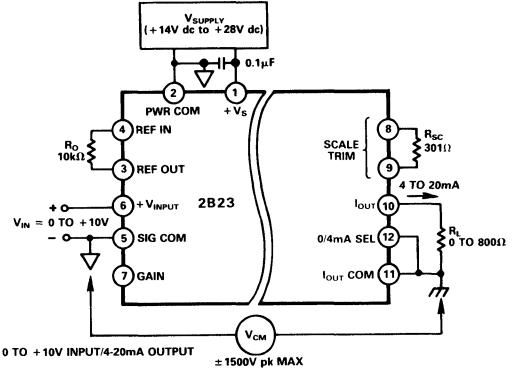 VSUPPLY
(+14V dc to +28V dc)
0.1µF
2
1
PWR COM
+VS
4
REF IN
RO
10kΩ
3
REF OUT
6
+VINPUT
+
VIN = 0 TO +10V
–
5
SIG COM
7
GAIN
2B23
8
RSC
301Ω
SCALE
TRIM
9
4 TO 20mA
IOUT
10
RL
0 TO 800Ω
0/4mA SEL
12
IOUT COM
11
VCM
0 TO +10V INPUT/4-20mA OUTPUT
±1500V pk MAX